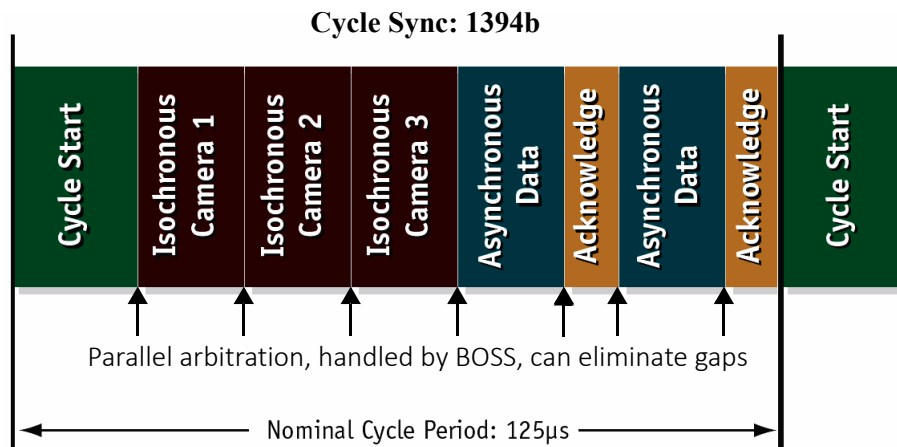 Cycle Sync: 1394b
Cycle Start
Isochronous
Camera 1
Isochronous
Camera 2
Isochronous
Camera 3
Asynchronous
Data
Acknowledge
Asynchronous
Data
Acknowledge
Cycle Start
Parallel arbitration, handled by BOSS, can eliminate gaps
Nominal Cycle Period: 125µs